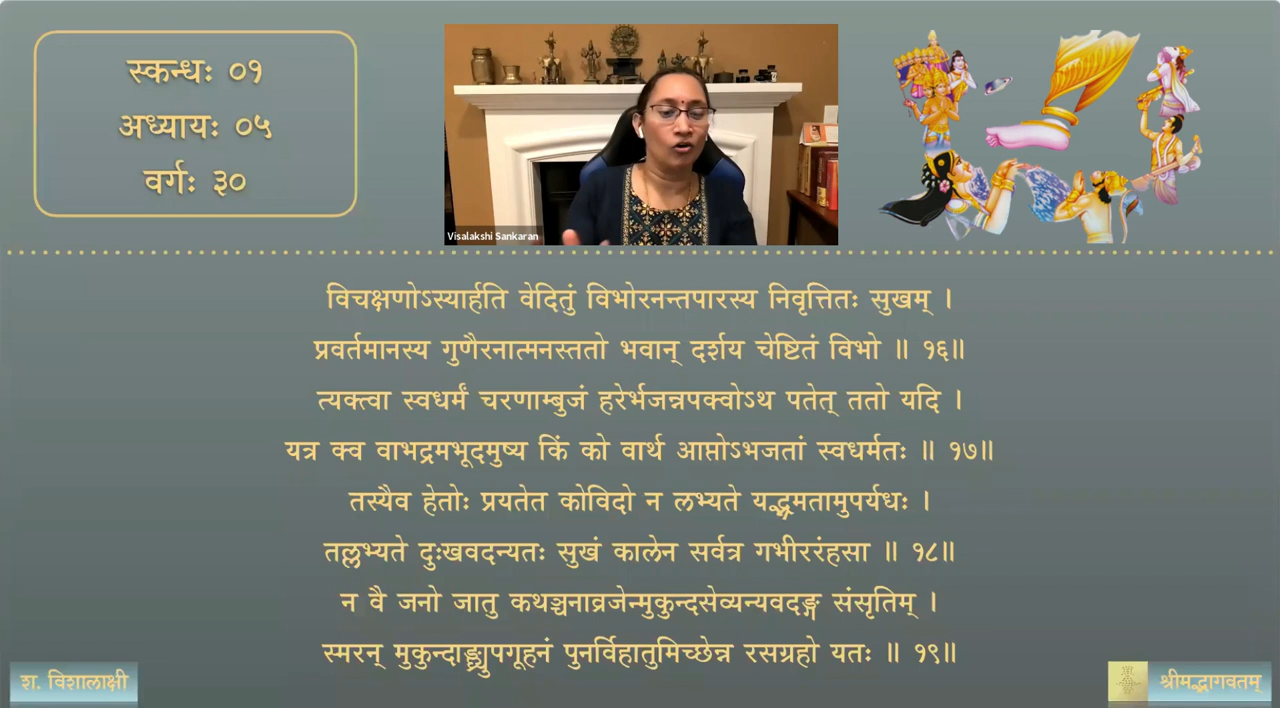 स्कन्धः ०१
अध्यायः ०५
वर्गः ३०
Visalakshi Sankaran
विचक्षणोऽस्यार्हति वेदितुं विभोरनन्तपारस्य निवृत्तितः सुखम् ।
प्रवर्तमानस्य गुणैरनात्मनस्ततो भवान् दर्शय चेष्टितं विभो ॥ १६॥
त्यक्त्वा स्वधर्मं चरणाम्बुजं हरेर्भजन्नपक्वोऽथ पतेत् ततो यदि ।
यत्र क्व वाभद्रमभूदमुष्य किं को वार्थ आप्तोऽभजतां स्वधर्मतः ॥ १७॥
तस्यैव हेतोः प्रयतेत कोविदो न लभ्यते यद्भ्रमतामुपर्यधः ।
तल्लभ्यते दुःखवदन्यतः सुखं कालेन सर्वत्र गभीररंहसा ॥ १८॥
न वै जनो जातु कथञ्चनाव्रजेन्मुकुन्दसेव्यन्यवदङ्ग संसृतिम् ।
स्मरन् मुकुन्दाङ्घ्र्युपगूहनं पुनर्विहातुमिच्छेन्न रसग्रहो यतः ॥ १९॥
श. विशालाक्षी
श्रीमद्भागवतम्